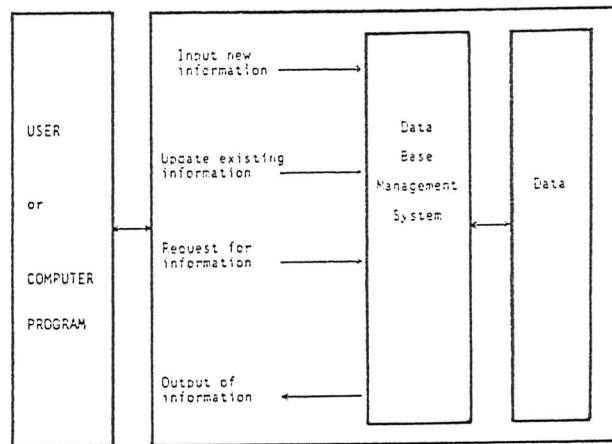 USER
or
COMPUTER
PROGRAM
Input new
information
Update existing
information
Request for
information
Output of
information
Data
Base
Management
System
Data